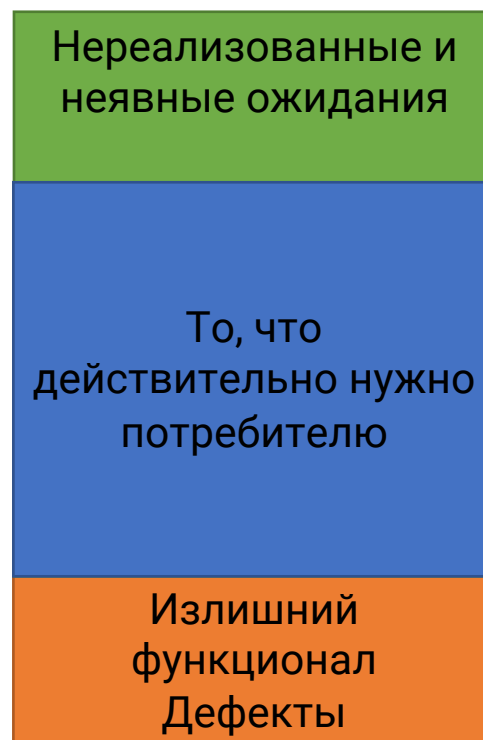 Нереализованные и
неявные ожидания
То, что
действительно нужно
потребителю
Излишний
функционал
Дефекты